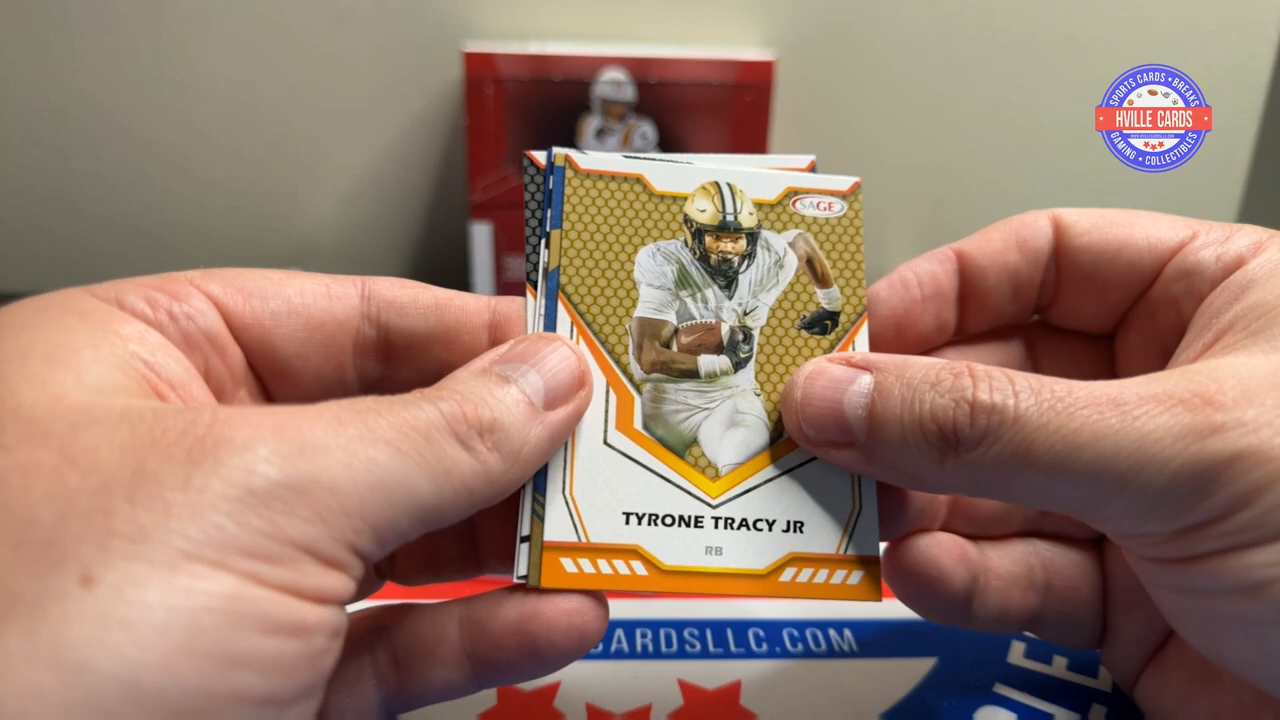 SPORTS CARDS • BREAKS
HVILLE CARDS
GAMING • COLLECTIBLES
SAGE
TYRONE TRACY JR
RB
CARDSLLC.COM